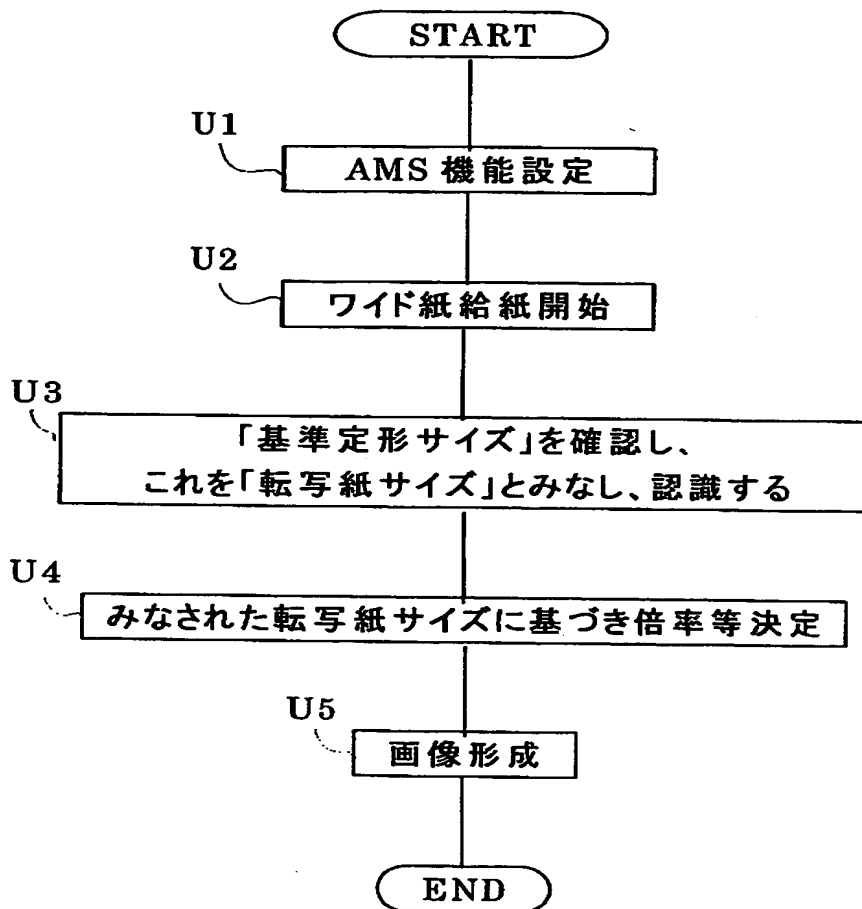 START
U1
AMS 機能設定
U2
ワイド紙給紙開始
U3
「基準定形サイズ」を確認し、
これを「転写紙サイズ」とみなし、認識する
U4
みなされた転写紙サイズに基づき倍率等決定
U5
画像形成
END